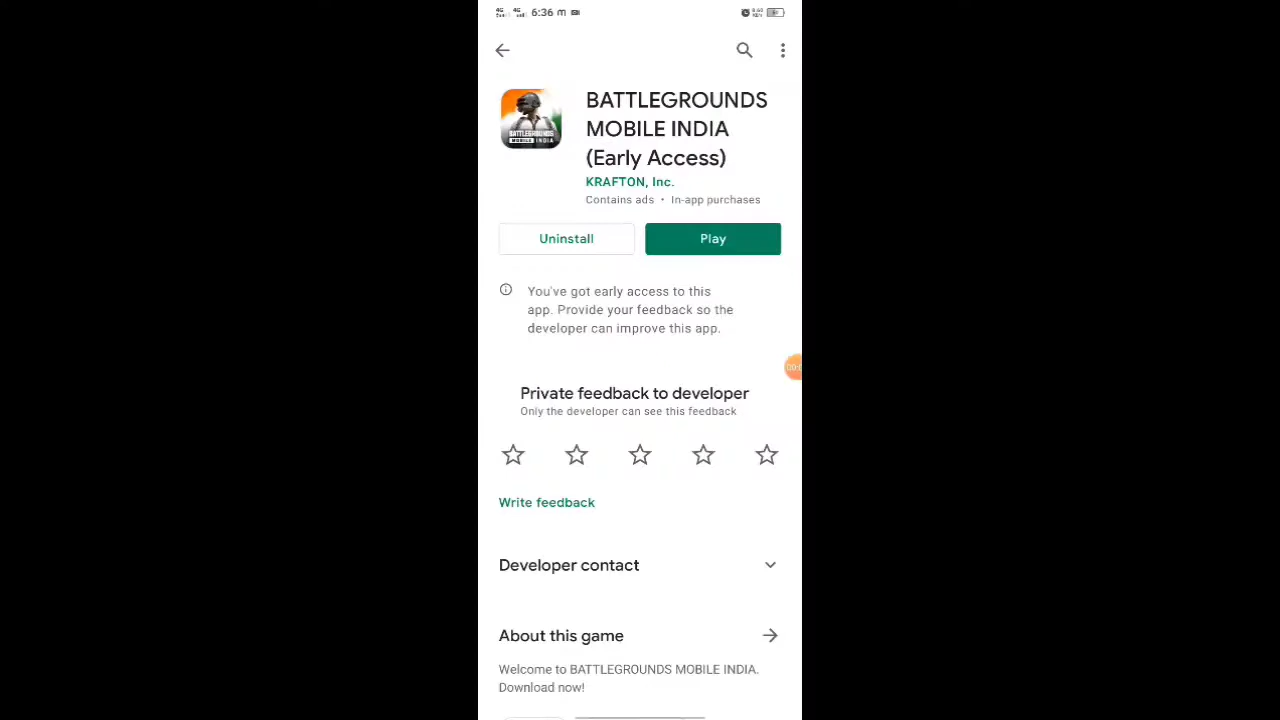 6:36
BATTLEGROUNDS
MOBILE INDIA
(Early Access)
KRAFTON, Inc.
Contains ads • In-app purchases
BATTLEGROUNDS
MOBILE INDIA
Uninstall
Play
You've got early access to this
app. Provide your feedback so the
developer can improve this app.
Private feedback to developer
Only the developer can see this feedback
Write feedback
Developer contact
About this game
Welcome to BATTLEGROUNDS MOBILE INDIA.
Download now!